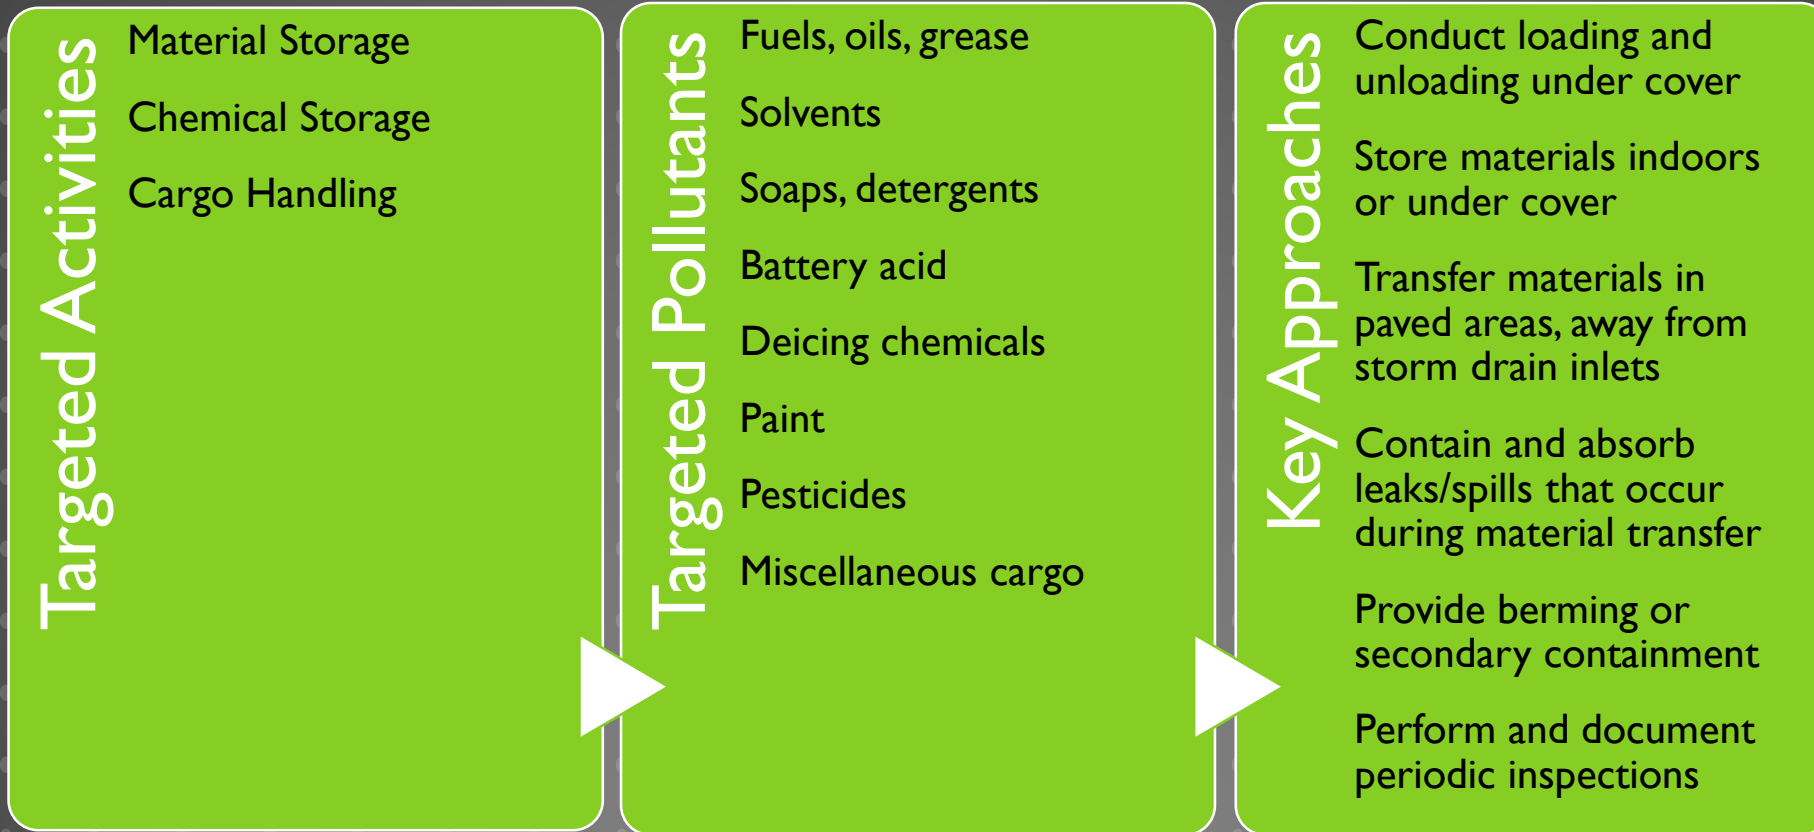 Targeted Activities
Material Storage
Chemical Storage
Cargo Handling
Targeted Pollutants
Fuels, oils, grease
Solvents
Soaps, detergents
Battery acid
Deicing chemicals
Paint
Pesticides
Miscellaneous cargo
Key Approaches
Conduct loading and
unloading under cover
Store materials indoors
or under cover
Transfer materials in
paved areas, away from
storm drain inlets
Contain and absorb
leaks/spills that occur
during material transfer
Provide berming or
secondary containment
Perform and document
periodic inspections